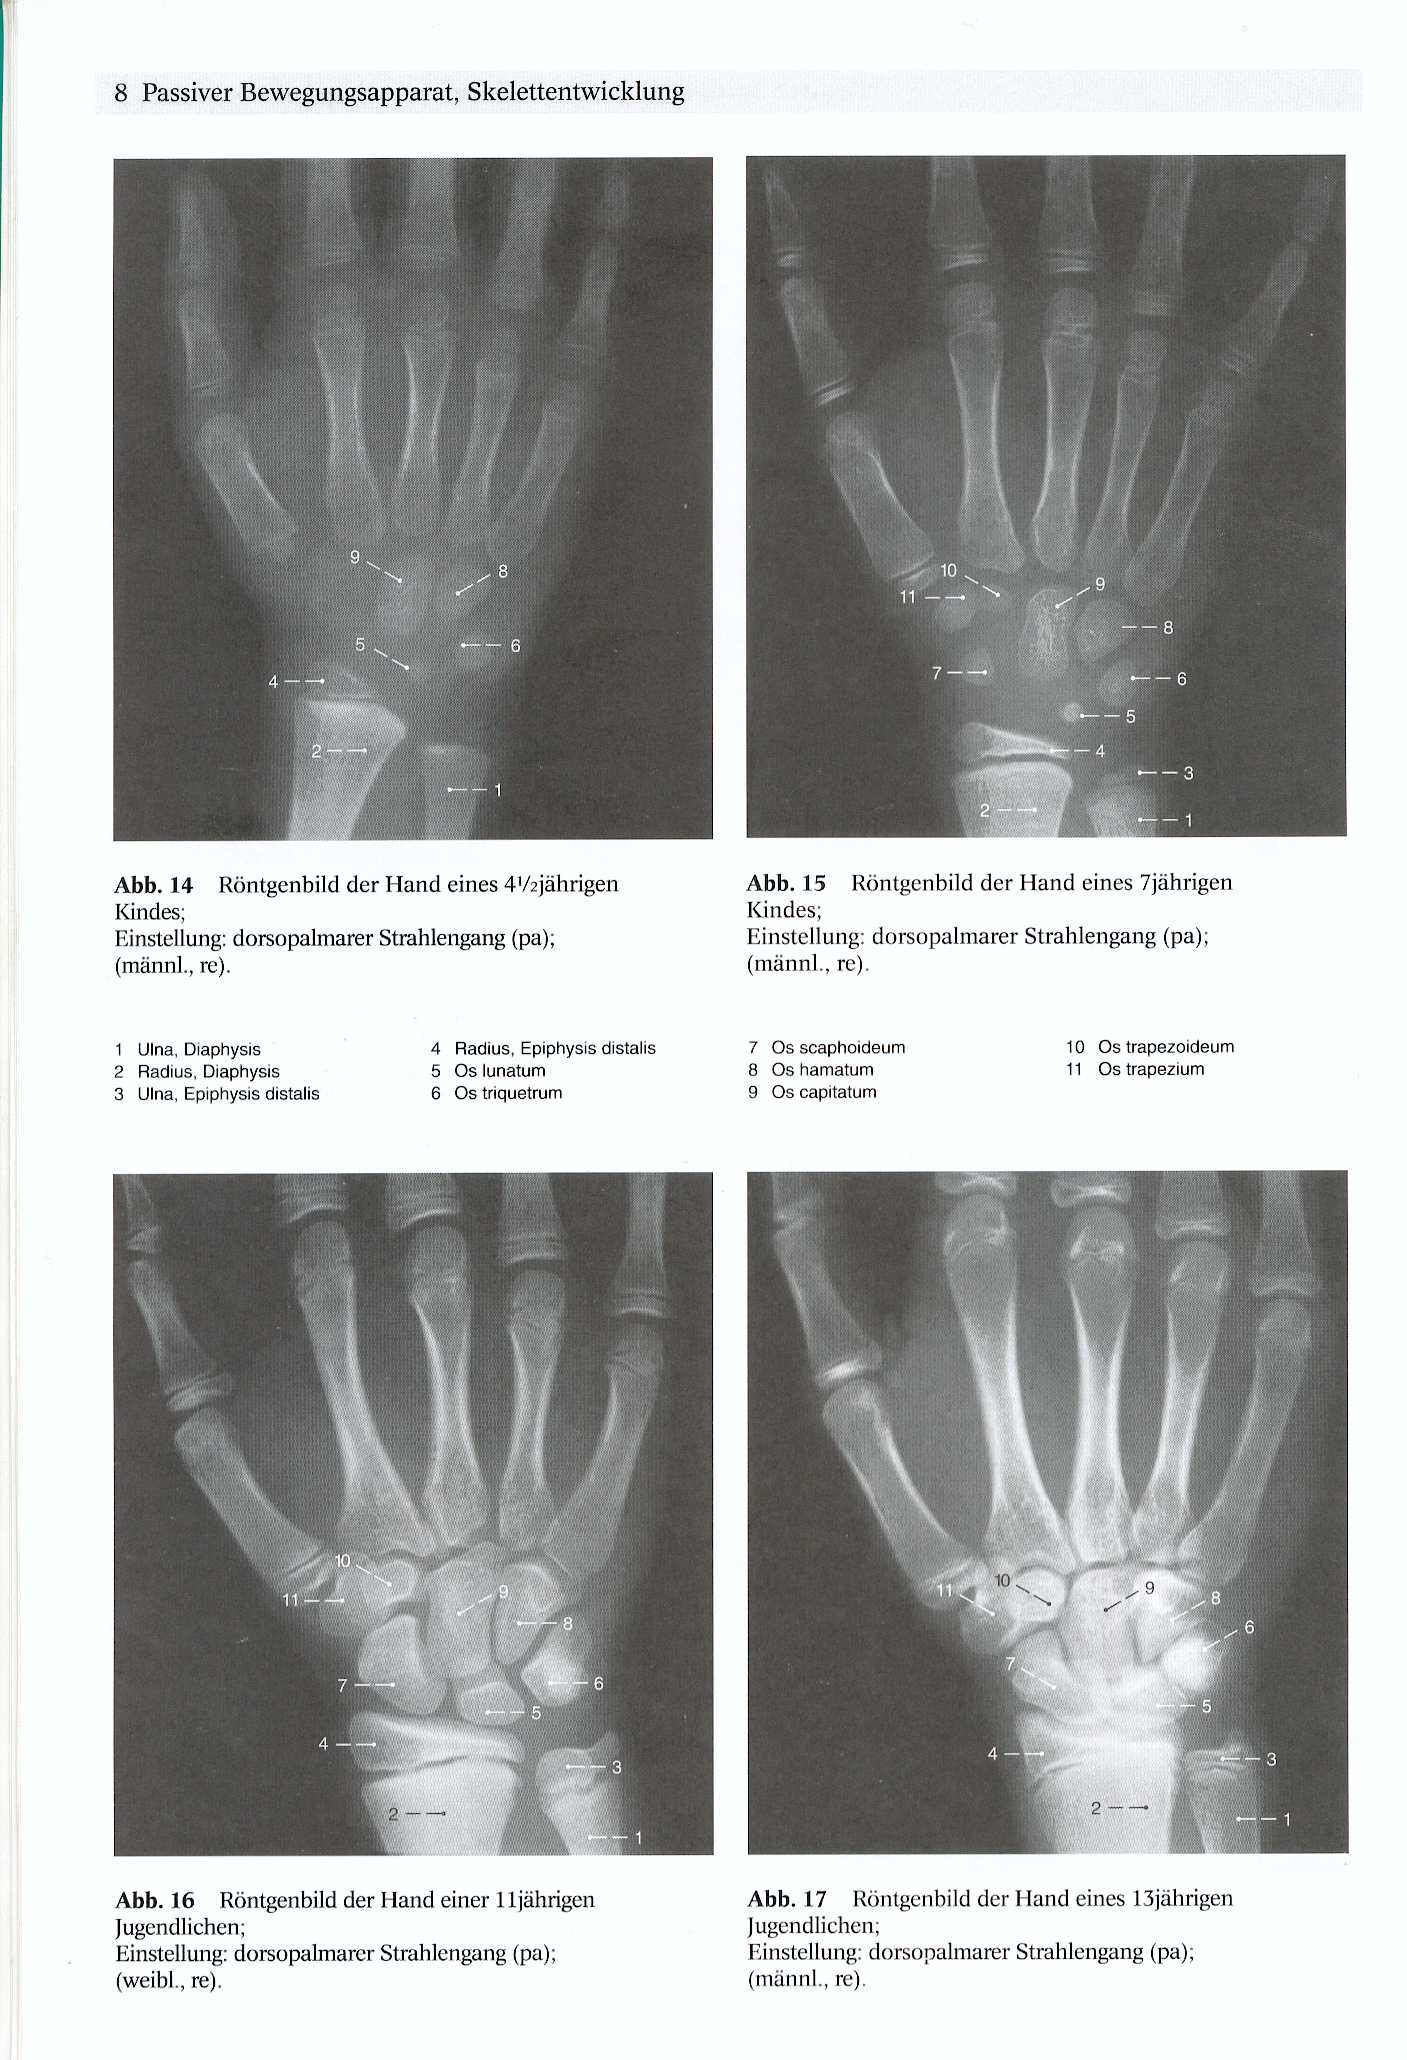 8 Passiver Bewegungsapparat, Skelettentwicklung
9
8
5
6
4
2
1
10
9
11
8
7
6
5
4
3
2
1
Abb. 14 Röntgenbild der Hand eines 4½jährigen
Kindes;
Einstellung: dorsopalmarer Strahlengang (pa);
(männl., re).
Abb. 15 Röntgenbild der Hand eines 7jährigen
Kindes;
Einstellung: dorsopalmarer Strahlengang (pa);
(männl., re).
1 Ulna, Diaphysis
2 Radius, Diaphysis
3 Ulna, Epiphysis distalis
4 Radius, Epiphysis distalis
5 Os lunatum
6 Os triquetrum
7 Os scaphoideum
8 Os hamatum
9 Os capitatum
10 Os trapezoideum
11 Os trapezium
10
9
11
8
7
6
5
4
3
2
1
11
10
9
8
6
7
5
4
3
2
1
Abb. 16 Röntgenbild der Hand einer 11jährigen
Jugendlichen;
Einstellung: dorsopalmarer Strahlengang (pa);
(weibl., re).
Abb. 17 Röntgenbild der Hand eines 13jährigen
Jugendlichen;
Einstellung: dorsopalmarer Strahlengang (pa);
(männl., re).